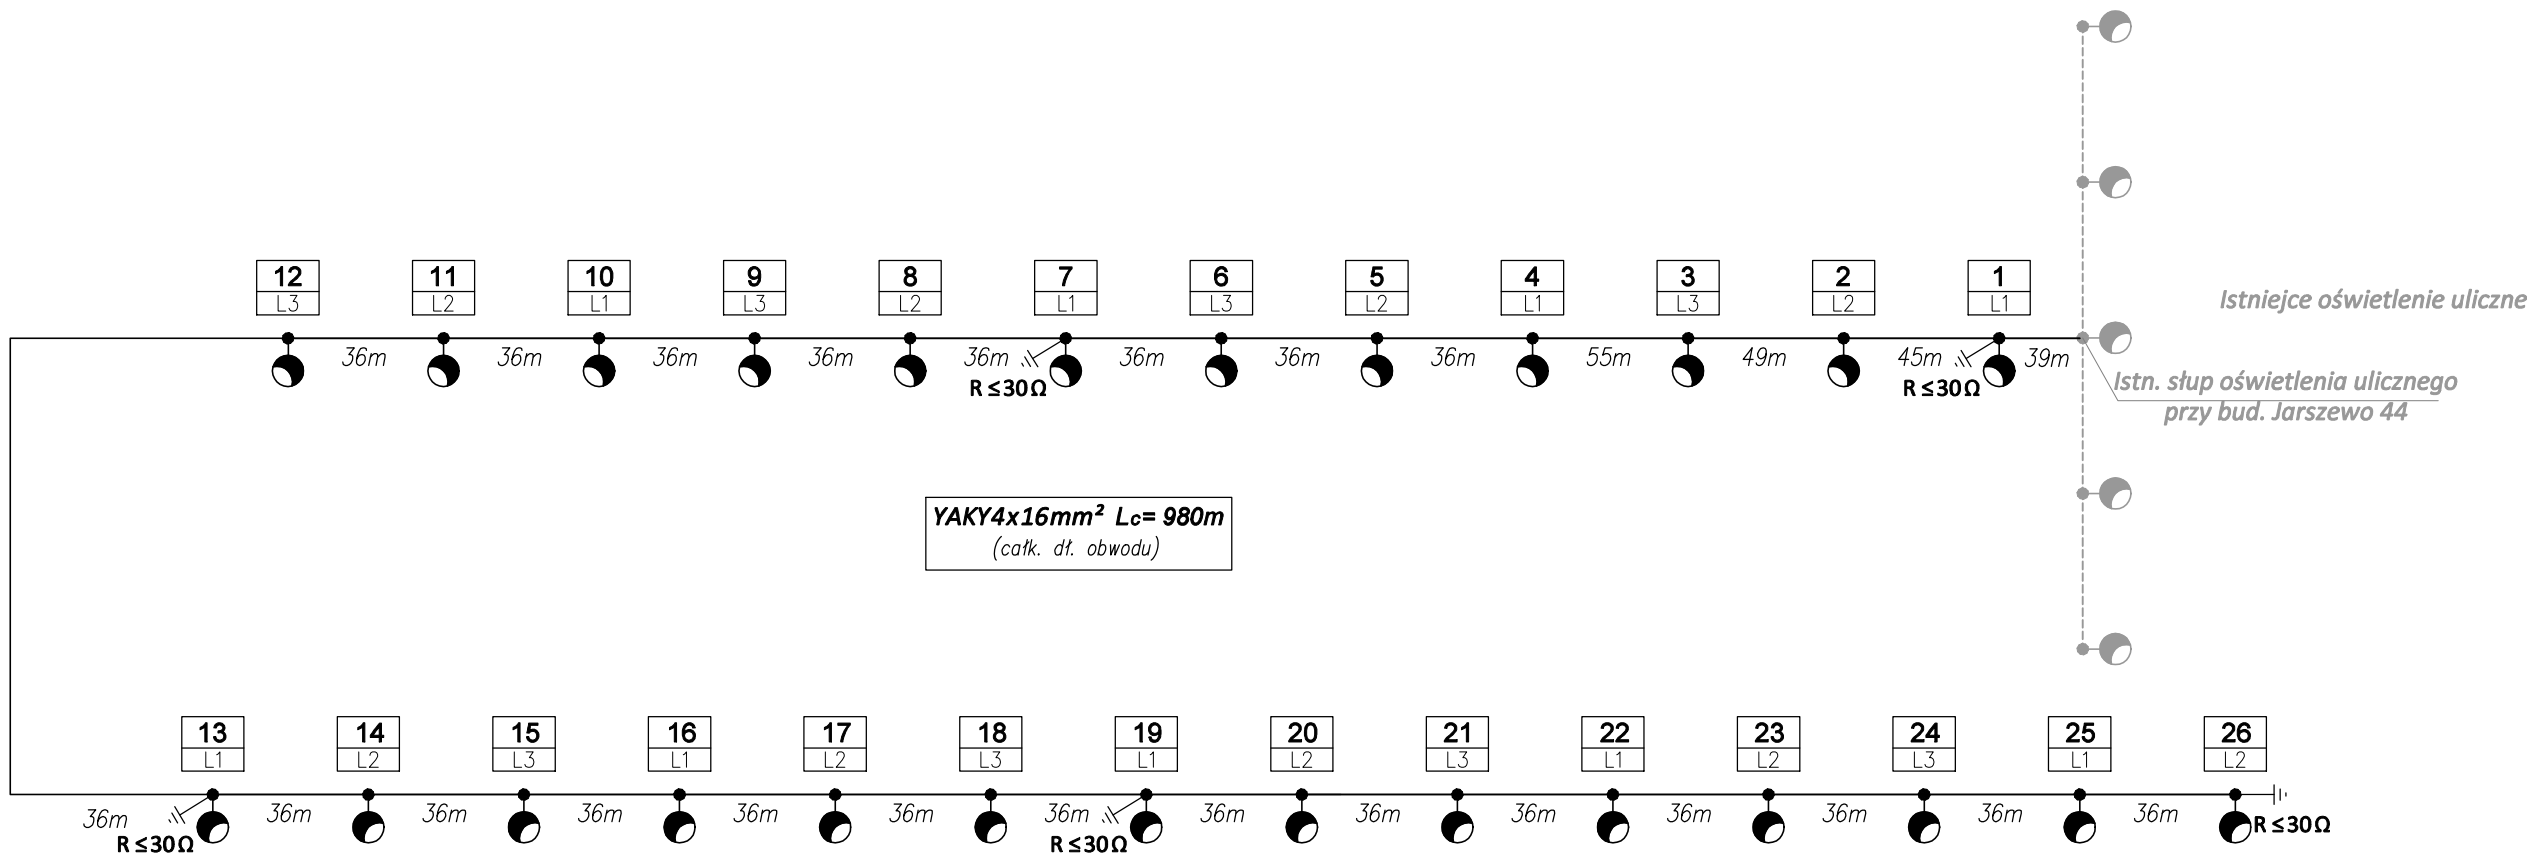 12 11 10 9 8 7 6 5 4 3 2 1
L3 L2 L1 L3 L2 L1 L3 L2 L1 L3 L2 L1
Istniejce oświetlenie uliczne
36m 36m 36m 36m 36m 36m 36m 36m 55m 49m 45m 39m
R ≤30Ω R ≤30Ω
Istn. słup oświetlenia ulicznego
przy bud. Jarszewo 44
YAKY4x16mm² Lc= 980m
(całk. dł. obwodu)
13 14 15 16 17 18 19 20 21 22 23 24 25 26
L1 L2 L3 L1 L2 L3 L1 L2 L3 L1 L2 L3 L1 L2
36m 36m 36m 36m 36m 36m 36m 36m 36m 36m 36m 36m 36m 36m
R ≤30Ω R ≤30Ω R ≤30Ω